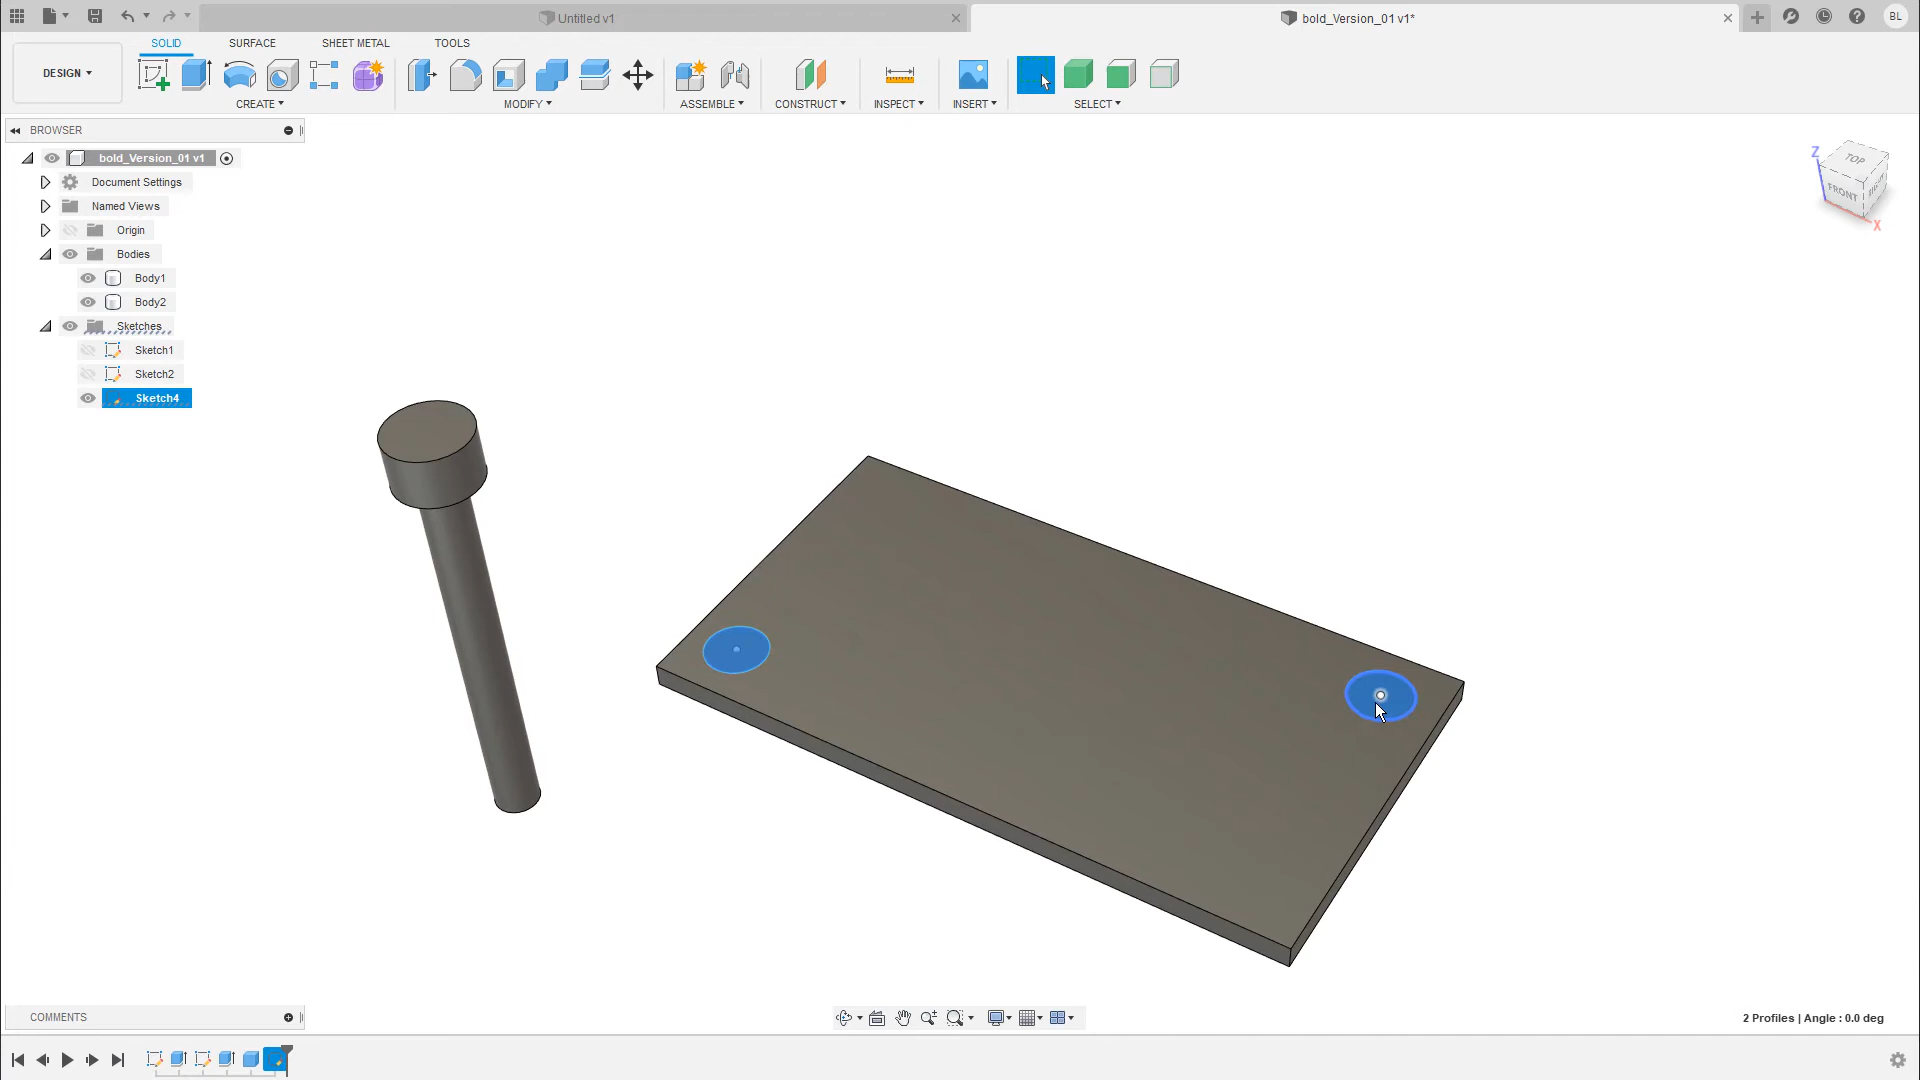 Untitled v1
bold_Version_01 v1*
BL
DESIGN
SOLID
SURFACE
SHEET METAL
TOOLS
CREATE
MODIFY
ASSEMBLE
CONSTRUCT
INSPECT
INSERT
SELECT
BROWSER
bold_Version_01 v1
Document Settings
Named Views
Origin
Bodies
Body1
Body2
Sketches
Sketch1
Sketch2
Sketch4
Z
TOP
FRONT
RIGHT
X
COMMENTS
2 Profiles | Angle : 0.0 deg